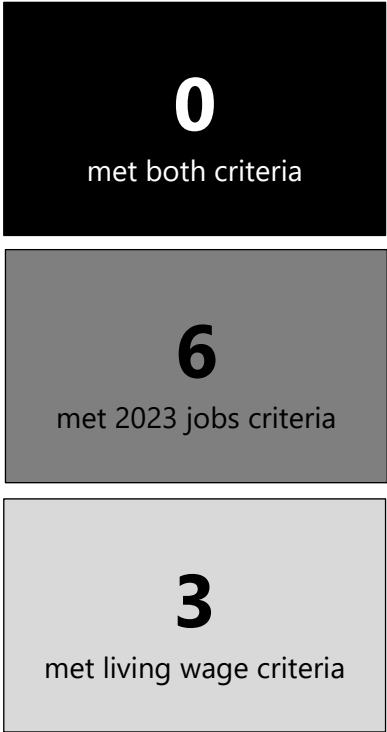 0
met both criteria
6
met 2023 jobs criteria
3
met living wage criteria